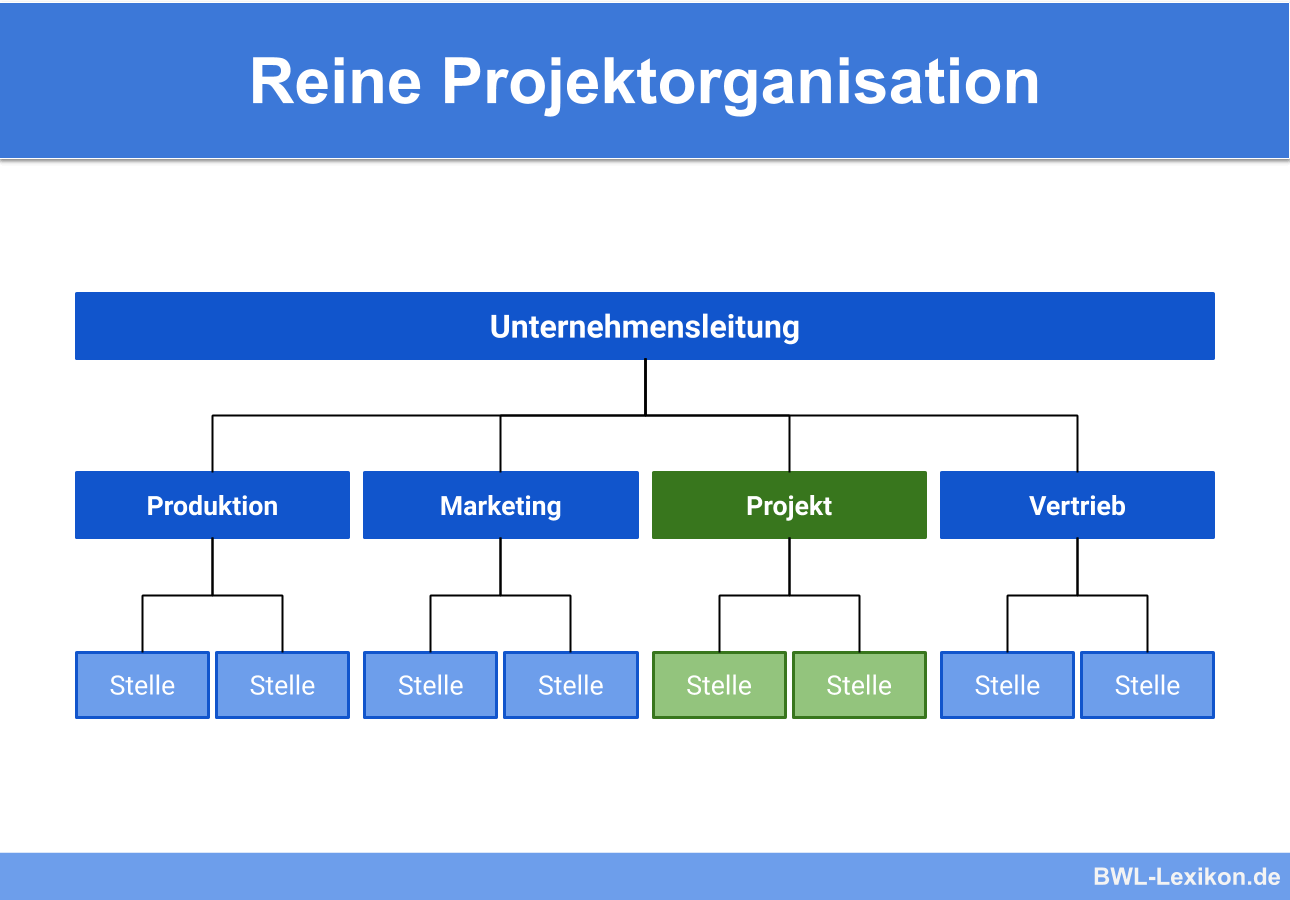 Reine Projektorganisation
Unternehmensleitung
Produktion Marketing Projekt Vertrieb
Stelle Stelle Stelle Stelle Stelle Stelle Stelle Stelle
BWL-Lexikon.de